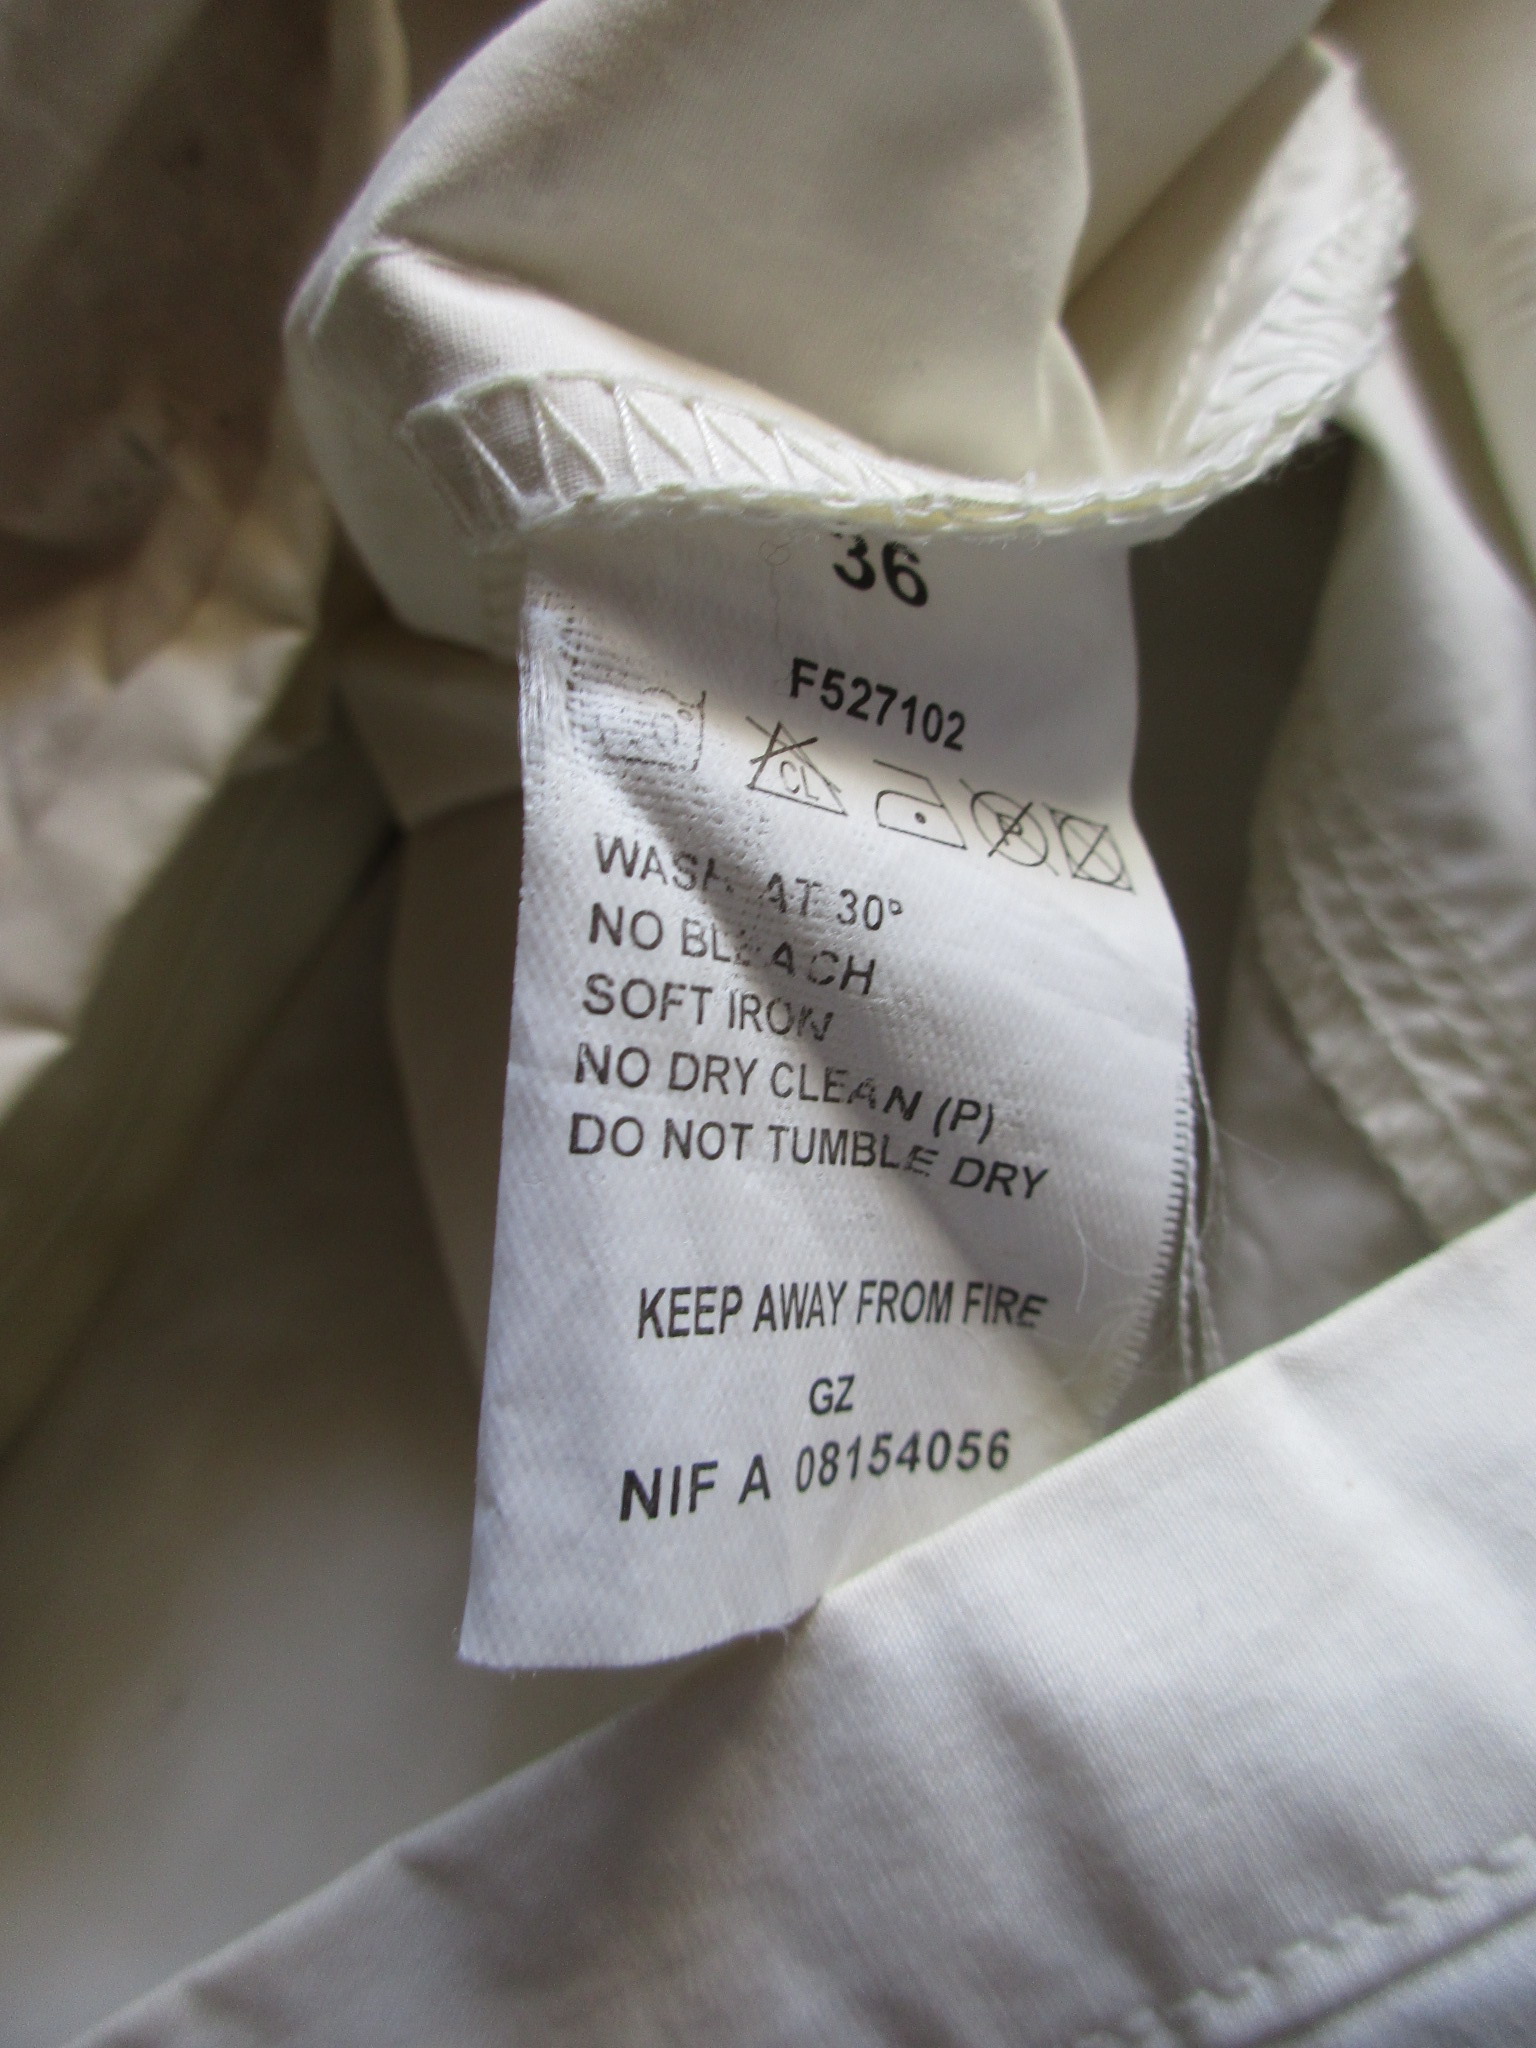 36
F527102
CL P
WASH AT 30°
NO BLEACH
SOFT IRON
NO DRY CLEAN (P)
DO NOT TUMBLE DRY
KEEP AWAY FROM FIRE
GZ
NIF A 08154056